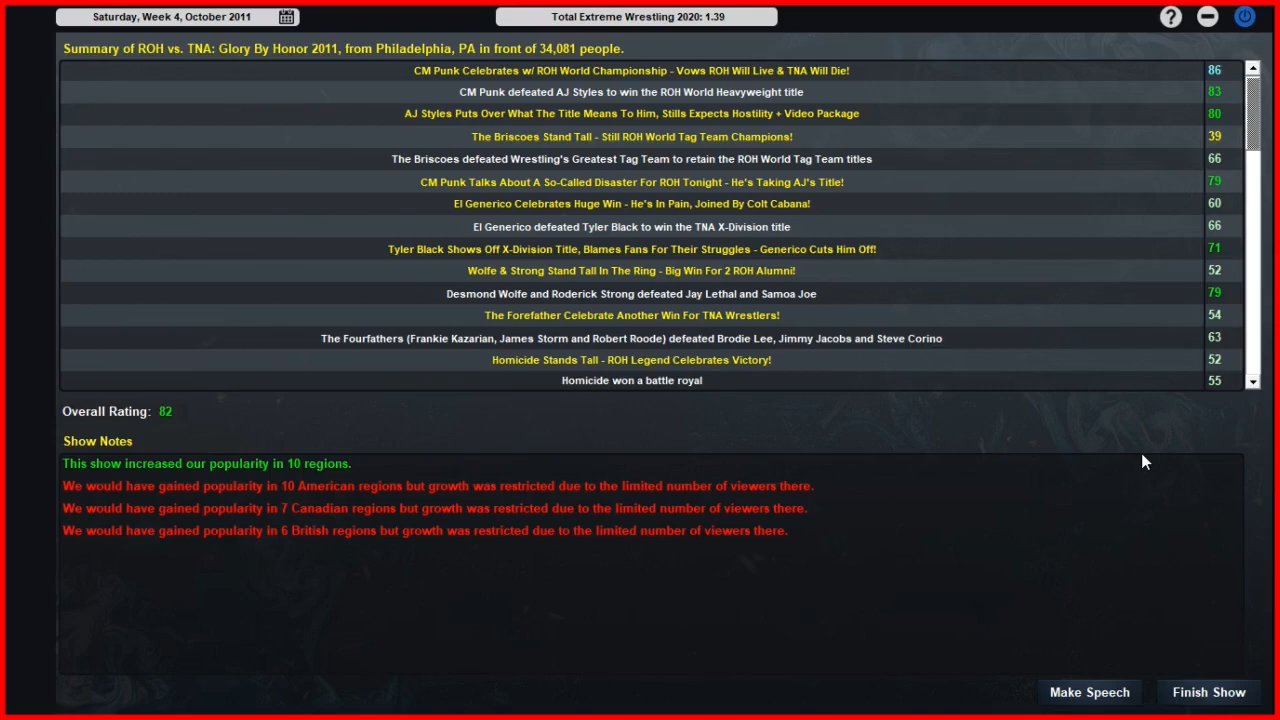 Saturday, Week 4, October 2011
Total Extreme Wrestling 2020: 1.39
?
Summary of ROH vs. TNA: Glory By Honor 2011, from Philadelphia, PA in front of 34,081 people.
CM Punk Celebrates w/ ROH World Championship - Vows ROH Will Live & TNA Will Die! 86
CM Punk defeated AJ Styles to win the ROH World Heavyweight title 83
AJ Styles Puts Over What The Title Means To Him, Stills Expects Hostility + Video Package 80
The Briscoes Stand Tall - Still ROH World Tag Team Champions! 39
The Briscoes defeated Wrestling's Greatest Tag Team to retain the ROH World Tag Team titles 66
CM Punk Talks About A So-Called Disaster For ROH Tonight - He's Taking AJ's Title! 79
El Generico Celebrates Huge Win - He's In Pain, Joined By Colt Cabana! 60
El Generico defeated Tyler Black to win the TNA X-Division title 66
Tyler Black Shows Off X-Division Title, Blames Fans For Their Struggles - Generico Cuts Him Off! 71
Wolfe & Strong Stand Tall In The Ring - Big Win For 2 ROH Alumni! 52
Desmond Wolfe and Roderick Strong defeated Jay Lethal and Samoa Joe 79
The Forefather Celebrate Another Win For TNA Wrestlers! 54
The Fourfathers (Frankie Kazarian, James Storm and Robert Roode) defeated Brodie Lee, Jimmy Jacobs and Steve Corino 63
Homicide Stands Tall - ROH Legend Celebrates Victory! 52
Homicide won a battle royal 55
Overall Rating: 82
Show Notes
This show increased our popularity in 10 regions.
We would have gained popularity in 10 American regions but growth was restricted due to the limited number of viewers there.
We would have gained popularity in 7 Canadian regions but growth was restricted due to the limited number of viewers there.
We would have gained popularity in 6 British regions but growth was restricted due to the limited number of viewers there.
Make Speech
Finish Show